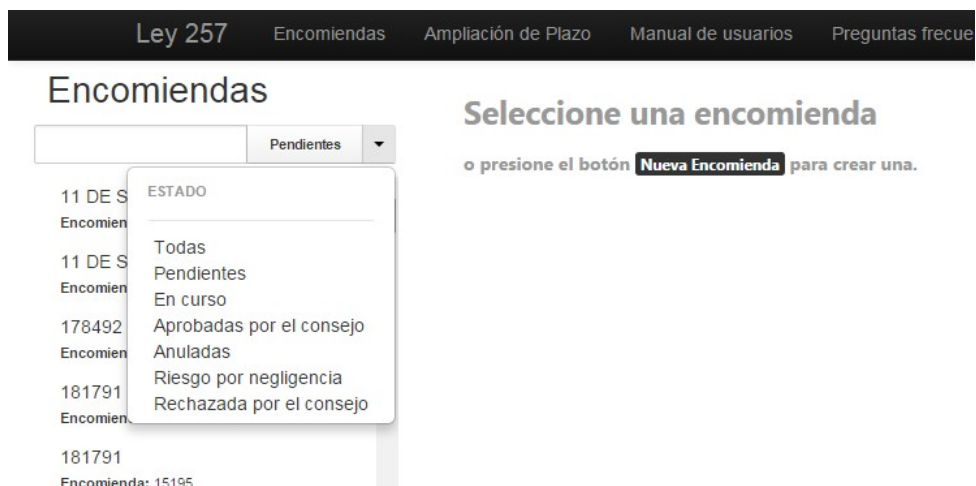 Ley 257 Encomiendas Ampliación de Plazo Manual de usuarios Preguntas
Encomiendas
Pendientes
Seleccione una encomienda
o presione el botón Nueva Encomienda para crear una.
ESTADO
Todas
Pendientes
En curso
Aprobadas por el consejo
Anuladas
Riesgo por negligencia
Rechazada por el consejo
11 DE
11 DE
178492
181791
181791
Encomienda: 15195